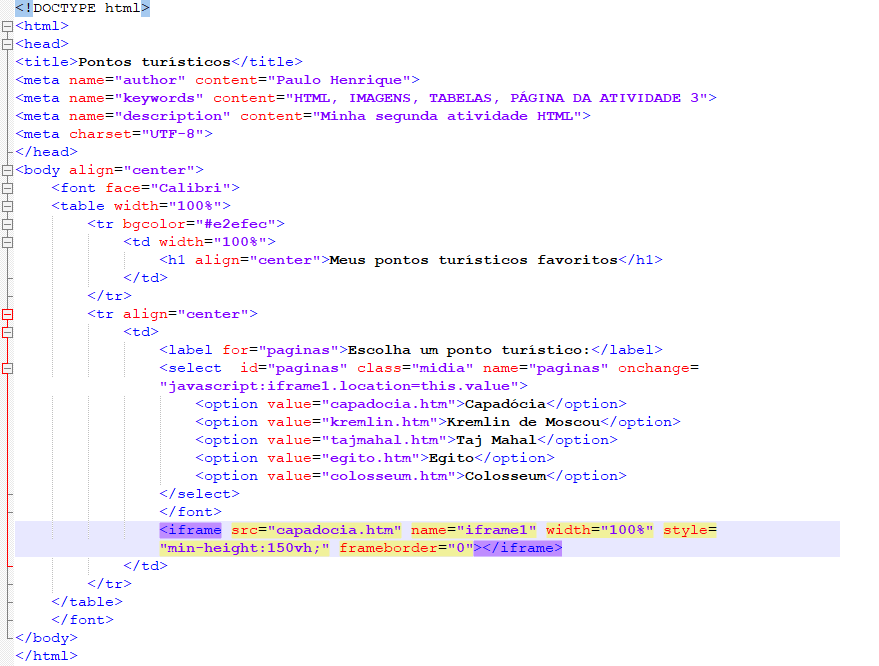 <!DOCTYPE html>
<html>
<head>
<title>Pontos turísticos</title>
<meta name="author" content="Paulo Henrique">
<meta name="keywords" content="HTML, IMAGENS, TABELAS, PÁGINA DA ATIVIDADE 3">
<meta name="description" content="Minha segunda atividade HTML">
<meta charset="UTF-8">
</head>
<body align="center">
<font face="Calibri">
<table width="100%">
<tr bgcolor="#e2efec">
<td width="100%">
<h1 align="center">Meus pontos turísticos favoritos</h1>
</td>
</tr>
<tr align="center">
<td>
<label for="paginas">Escolha um ponto turístico:</label>
<select  id="paginas" class="midia" name="paginas" onchange=
"javascript:iframe1.location=this.value">
<option value="capadocia.htm">Capadócia</option>
<option value="kremlin.htm">Kremlin de Moscou</option>
<option value="tajmahal.htm">Taj Mahal</option>
<option value="egito.htm">Egito</option>
<option value="colosseum.htm">Colosseum</option>
</select>
</font>
<iframe src="capadocia.htm" name="iframe1" width="100%" style=
"min-height:150vh;" frameborder="0"></iframe>
</td>
</tr>
</table>
</font>
</body>
</html>